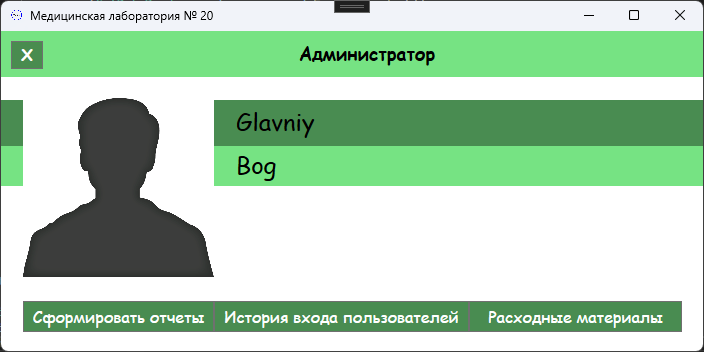 Медицинская лаборатория № 20
X
Администратор
Glavniy
Bog
Сформировать отчеты
История входа пользователей
Расходные материалы